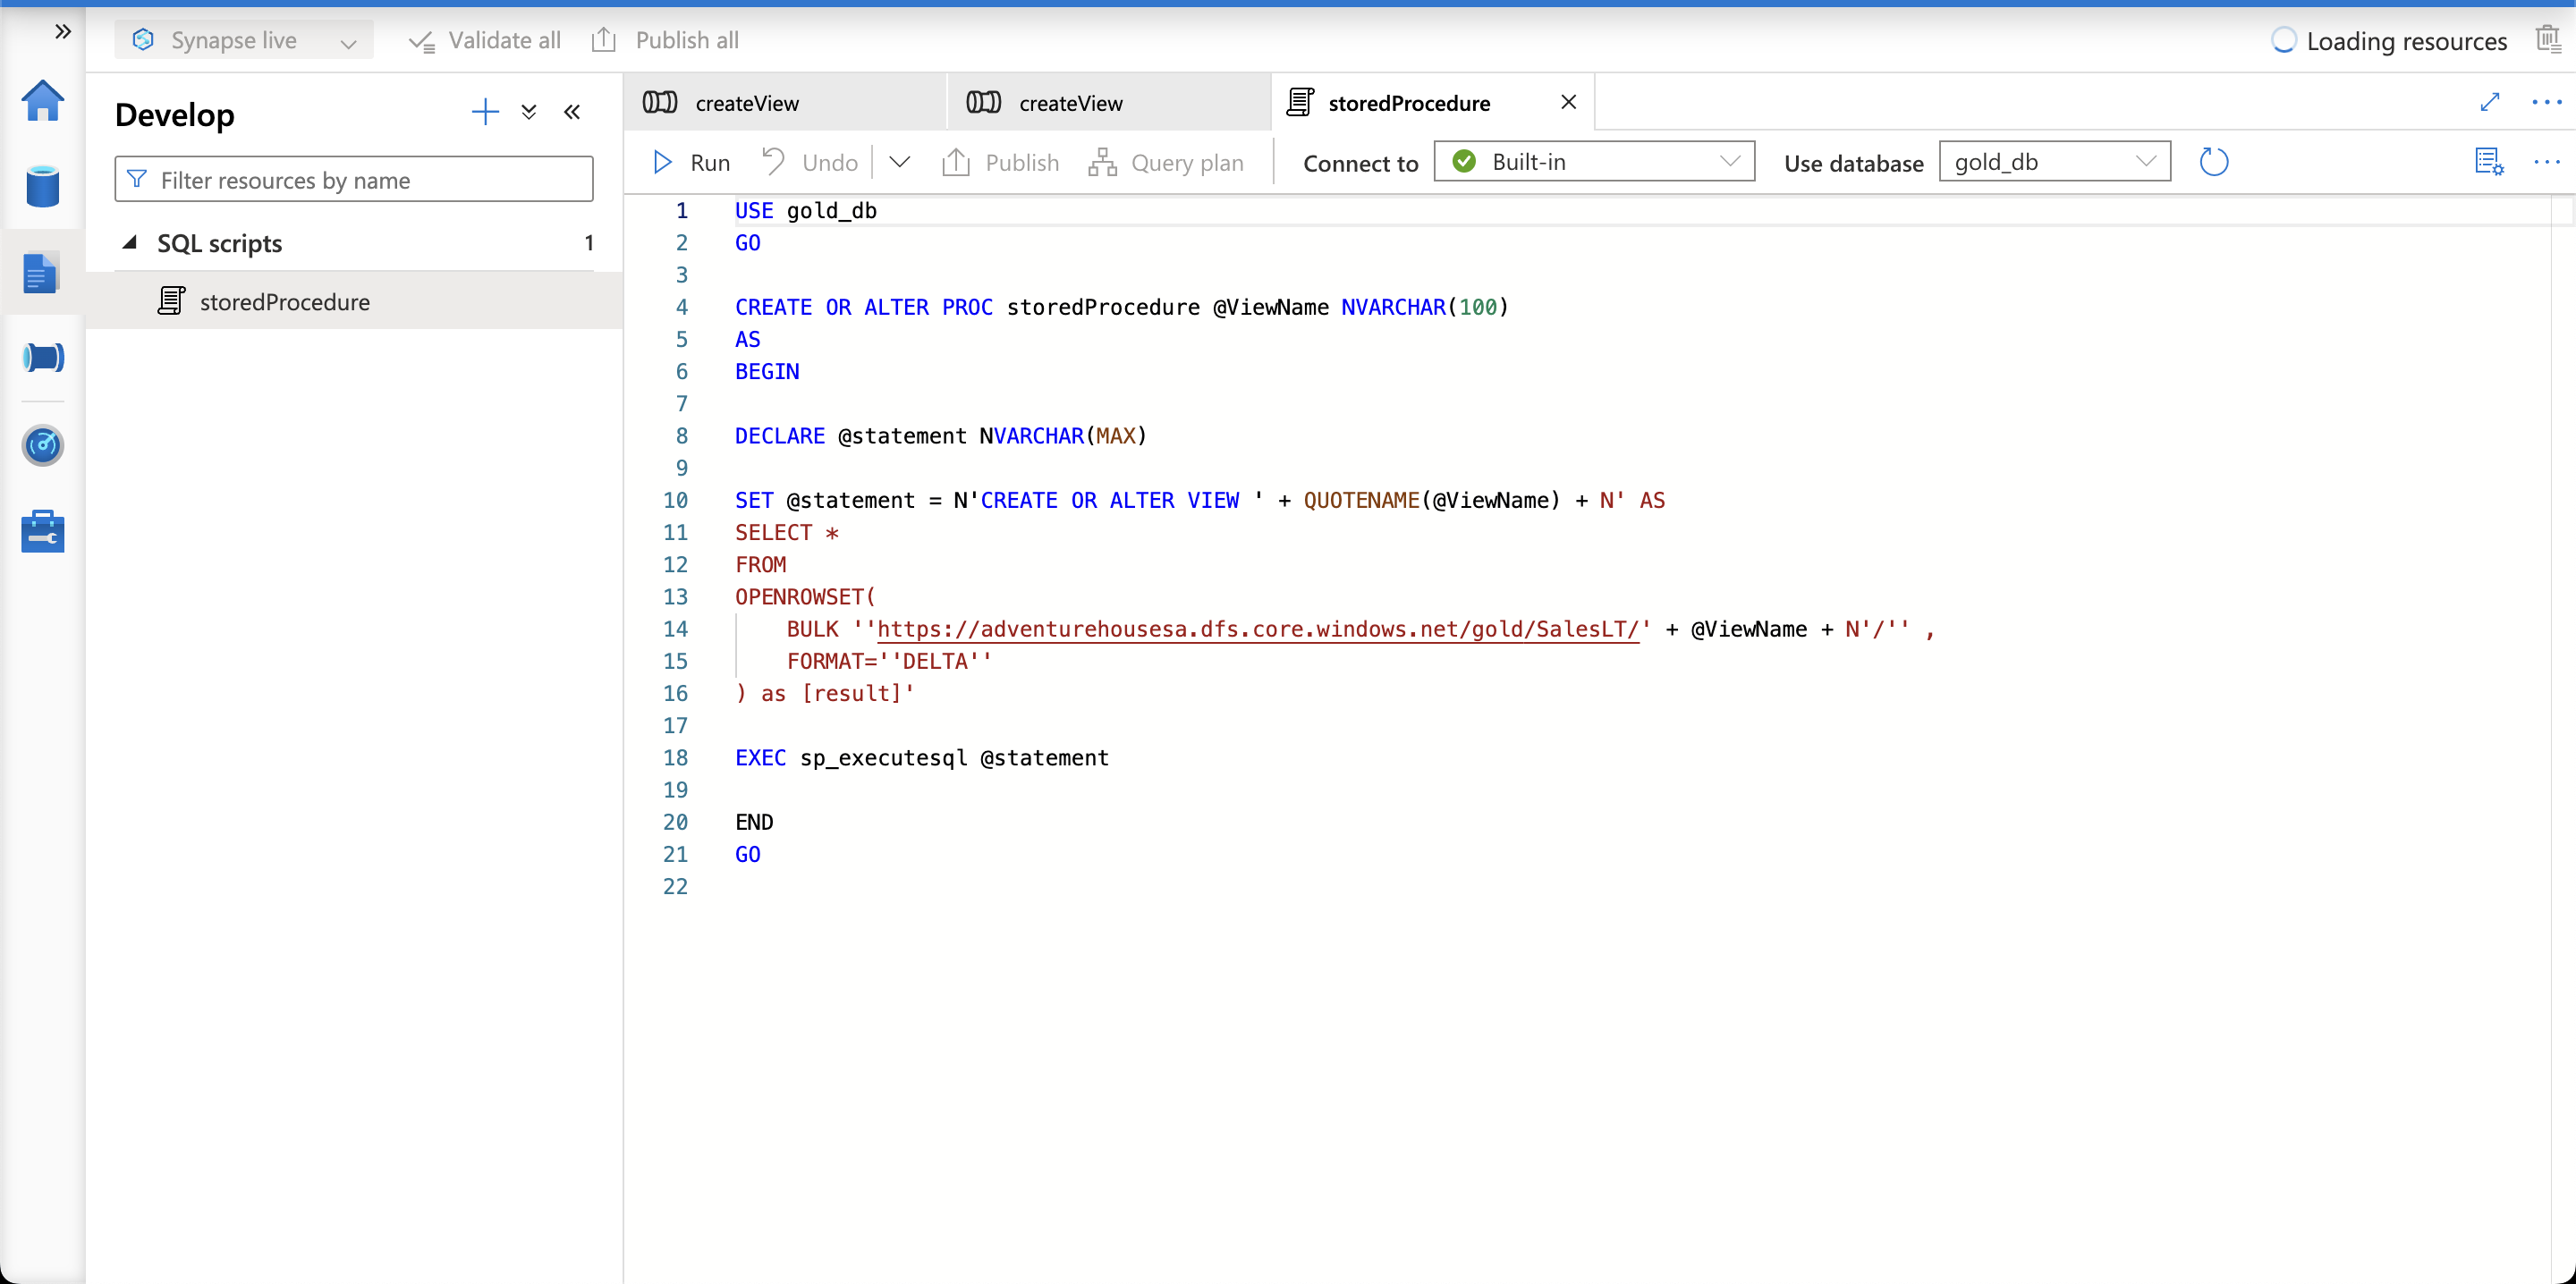 Synapse live Validate all Publish all Loading resources
Develop
Filter resources by name
SQL scripts 1
storedProcedure
createView createView storedProcedure
Run Undo Publish Query plan Connect to Built-in Use database gold_db
1 USE gold_db
2 GO
3
4 CREATE OR ALTER PROC storedProcedure @ViewName NVARCHAR(100)
5 AS
6 BEGIN
7
8 DECLARE @statement NVARCHAR(MAX)
9
10 SET @statement = N'CREATE OR ALTER VIEW ' + QUOTENAME(@ViewName) + N' AS
11 SELECT *
12 FROM
13 OPENROWSET(
14 BULK ''https://adventurehousesa.dfs.core.windows.net/gold/SalesLT/' + @ViewName + N'/'' ,
15 FORMAT=''DELTA''
16 ) as [result]'
17
18 EXEC sp_executesql @statement
19
20 END
21 GO
22